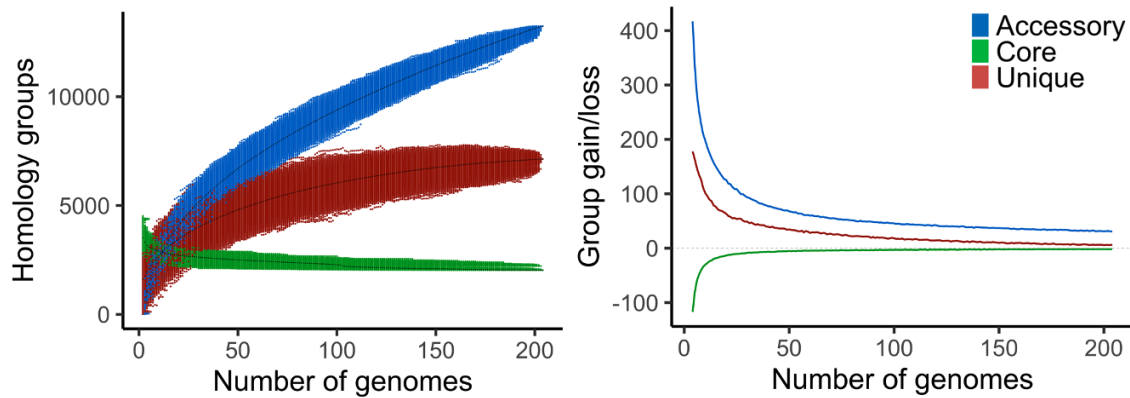 Homology groups
10000
5000
0
0
50
100
150
200
Number of genomes
Group gain/loss
400
300
200
100
0
-100
0
50
100
150
200
Number of genomes
Accessory
Core
Unique